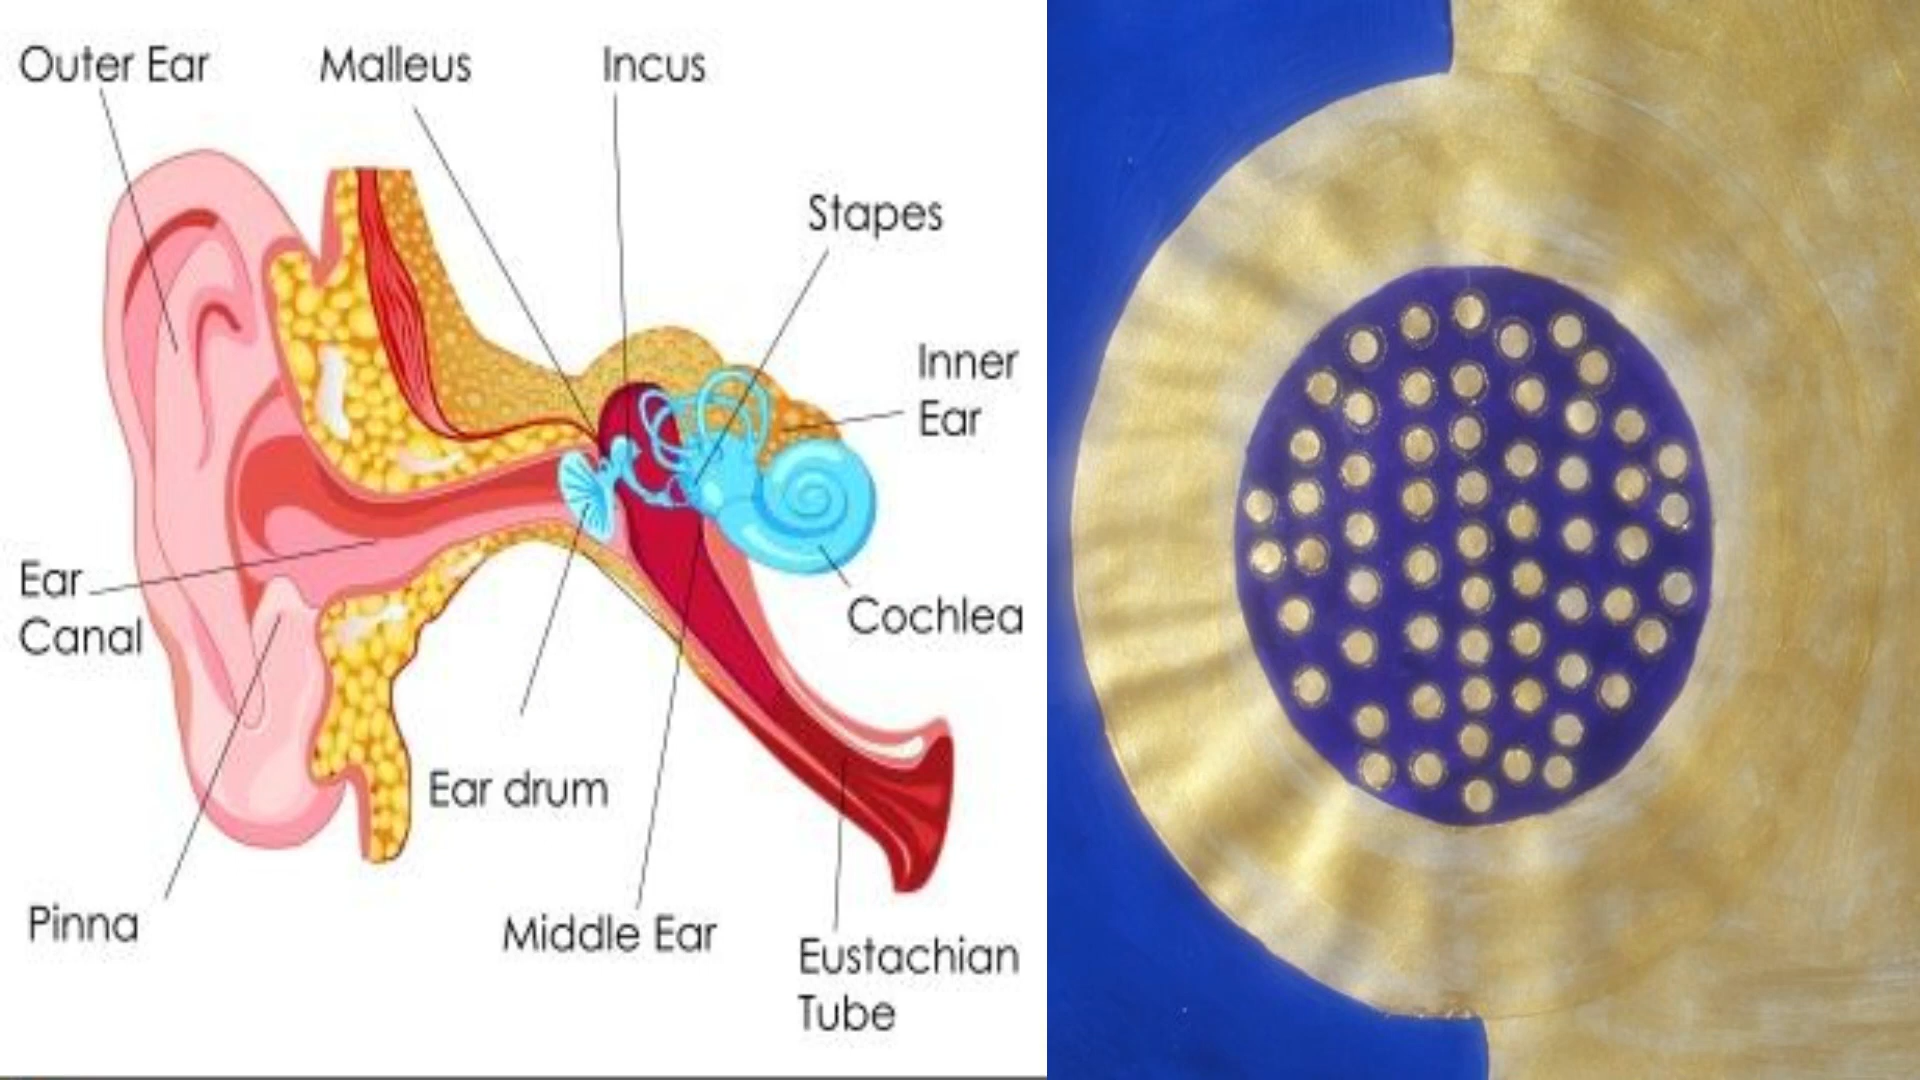 Outer Ear
Malleus
Incus
Stapes
Inner
Ear
Ear
Canal
Cochlea
Ear drum
Pinna
Middle Ear
Eustachian
Tube